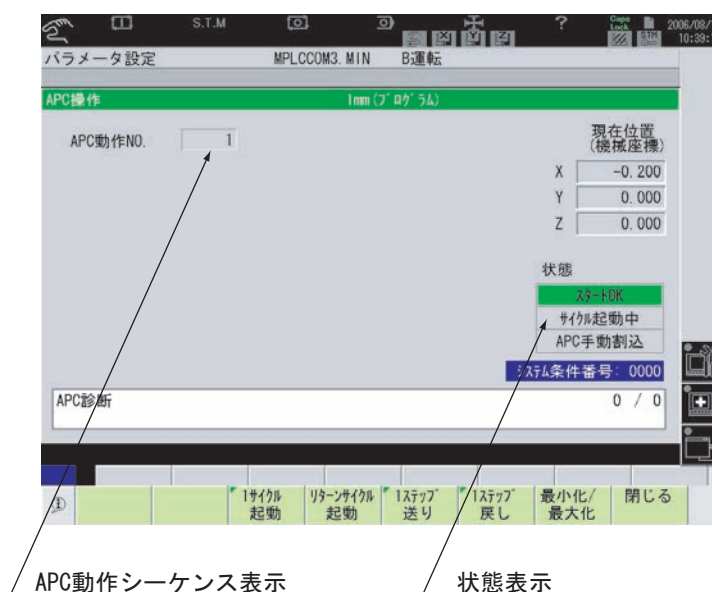 S.T.M ? Caps Lock 2006/08/
STM 10:39:
パラメータ設定 MPLCCOM3.MIN B運転
APC操作 1mm(ﾌﾟﾛｸﾞﾗﾑ)
APC動作NO. 1
現在位置
(機械座標)
X -0.200
Y 0.000
Z 0.000
状態
ｽﾀｰﾄOK
ｻｲｸﾙ起動中
APC手動割込
ｼｽﾃﾑ条件番号: 0000
APC診断 0 / 0
1ｻｲｸﾙ 起動
ﾘﾀｰﾝｻｲｸﾙ 起動
1ｽﾃｯﾌﾟ 送り
1ｽﾃｯﾌﾟ 戻し
最小化/ 最大化
閉じる
APC動作シーケンス表示 状態表示